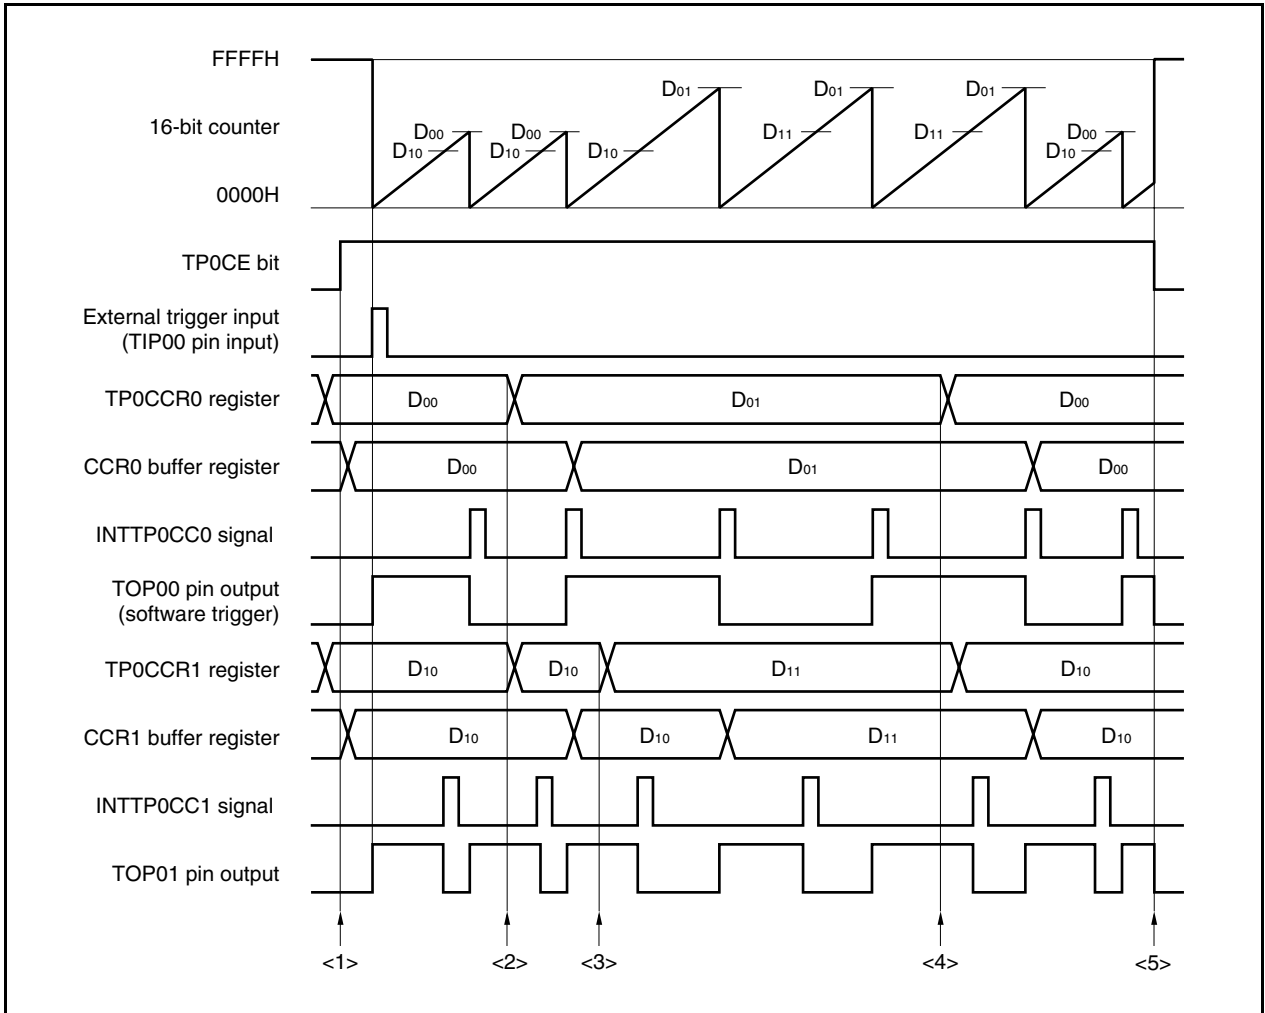 FFFFH
D01 D01 D01
16-bit counter
D00 D00 D11 D11 D00
D10 D10 D10 D10
0000H
TP0CE bit
External trigger input
(TIP00 pin input)
TP0CCR0 register D00 D01 D00
CCR0 buffer register D00 D01 D00
INTTP0CC0 signal
TOP00 pin output
(software trigger)
TP0CCR1 register D10 D10 D11 D10
CCR1 buffer register D10 D10 D11 D10
INTTP0CC1 signal
TOP01 pin output
<1> <2> <3> <4> <5>